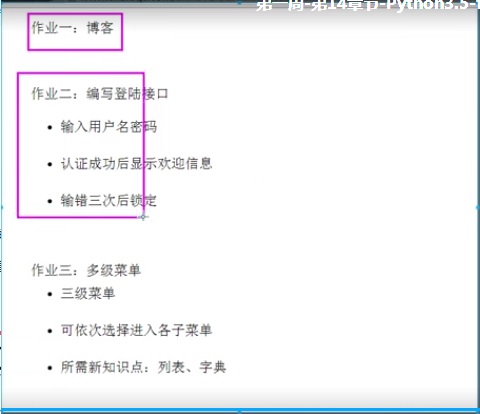 第一周-第14章节-Python3.5-
作业一：博客
作业二：编写登陆接口
输入用户名密码
认证成功后显示欢迎信息
输错三次后锁定
作业三：多级菜单
三级菜单
可依次选择进入各子菜单
所需新知识点：列表、字典